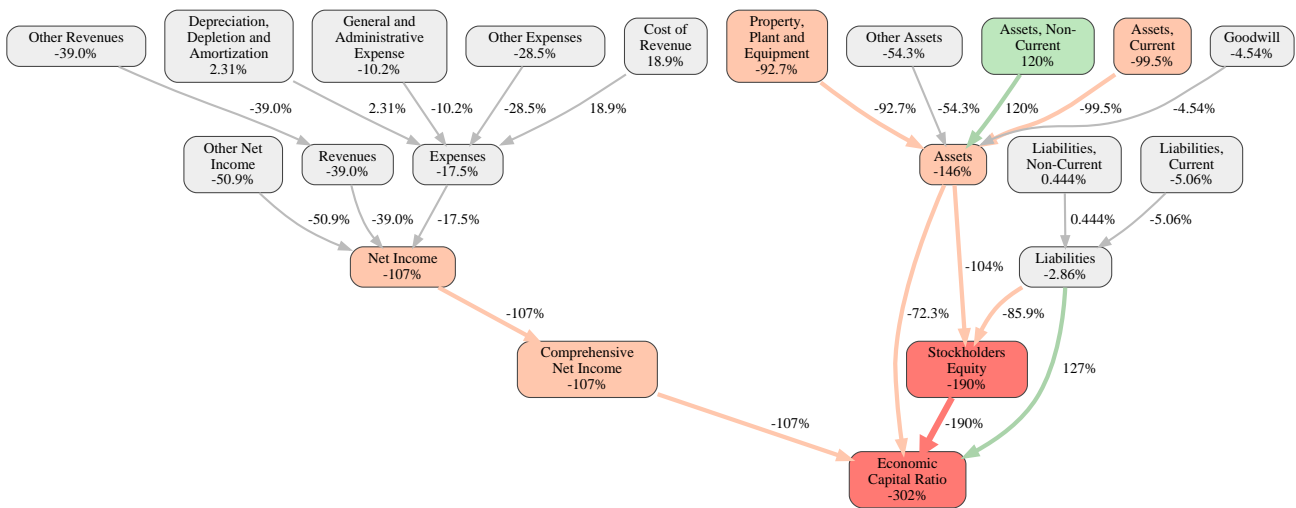 Other Revenues
-39.0%
Depreciation,
Depletion and
Amortization
2.31%
General and
Administrative
Expense
-10.2%
Other Expenses
-28.5%
Cost of
Revenue
18.9%
Property,
Plant and
Equipment
-92.7%
Other Assets
-54.3%
Assets, Non-
Current
120%
Assets,
Current
-99.5%
Goodwill
-4.54%
-39.0%
2.31%
-10.2%
-28.5%
18.9%
-92.7%
-54.3%
120%
-99.5%
-4.54%
Other Net
Income
-50.9%
Revenues
-39.0%
Expenses
-17.5%
Assets
-146%
Liabilities,
Non-Current
0.444%
Liabilities,
Current
-5.06%
-50.9%
-39.0%
-17.5%
0.444%
-5.06%
Net Income
-107%
-104%
Liabilities
-2.86%
-107%
-72.3%
-85.9%
Comprehensive
Net Income
-107%
Stockholders
Equity
-190%
127%
-107%
-190%
Economic
Capital Ratio
-302%